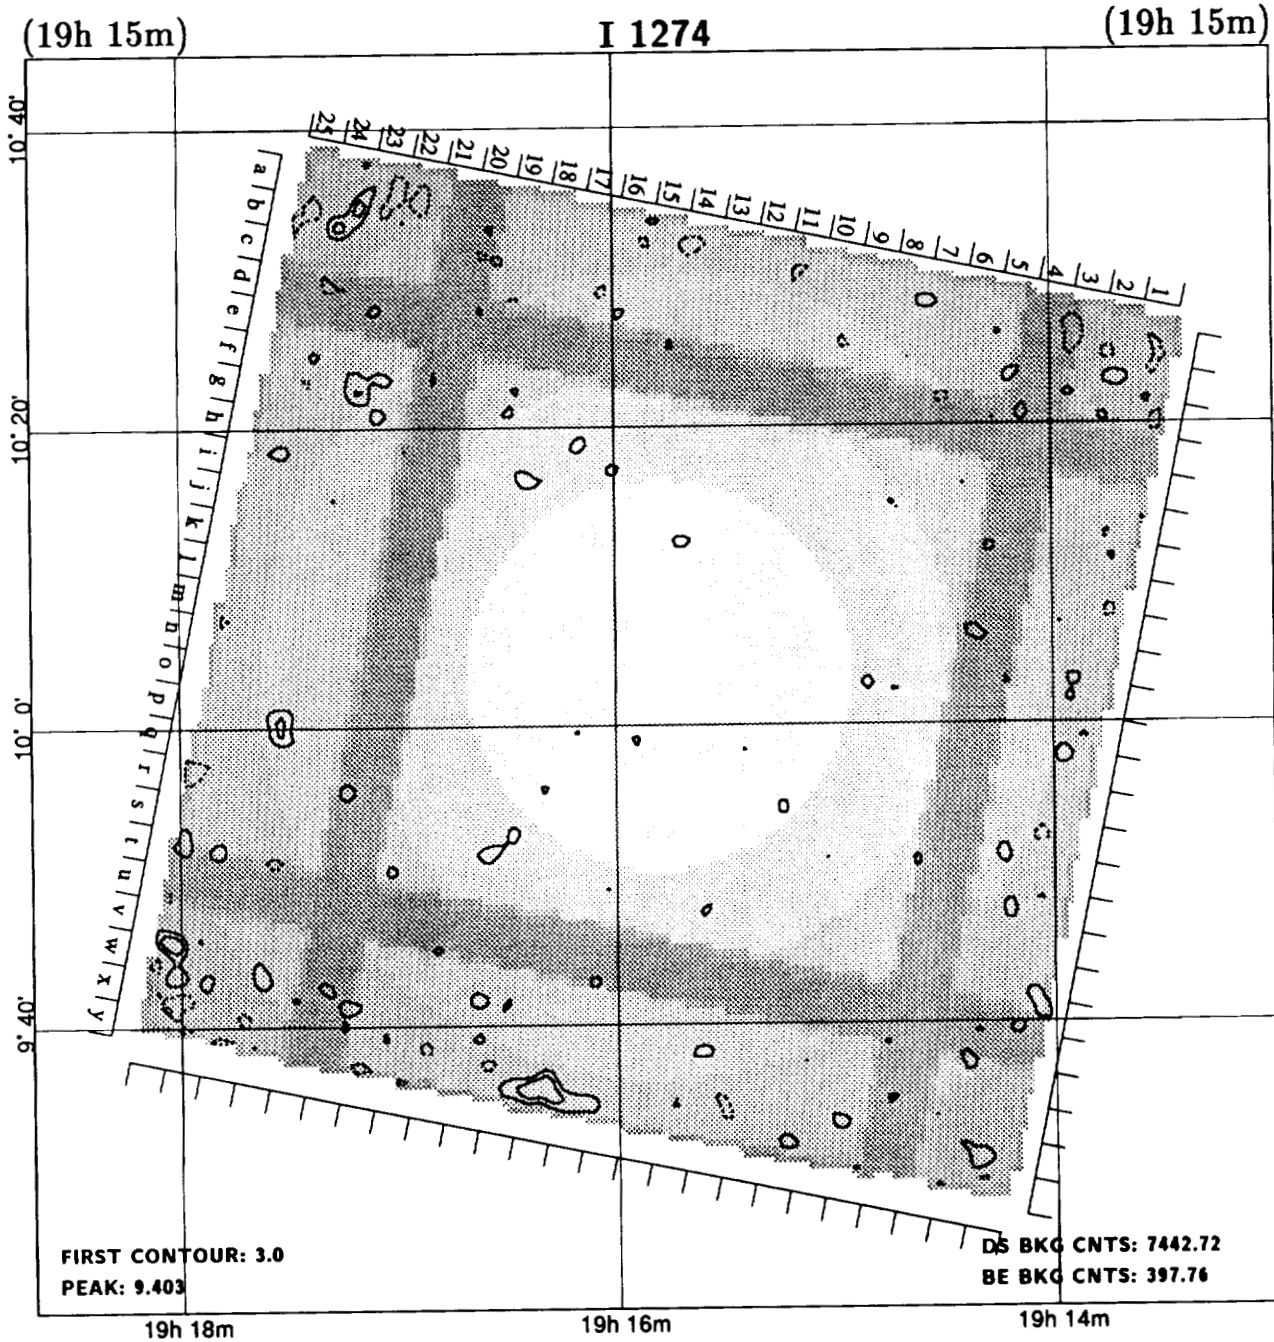 (19h 15m) I 1274 (19h 15m)
25 24 23 22 21 20 19 18 17 16 15 14 13 12 11 10 9 8 7 6 5 4 3 2 1
a b c d e f g h i j k l m n o p q r s t u v w x y
10° 40'
10° 20'
10° 0'
9° 40'
FIRST CONTOUR: 3.0
PEAK: 9.403
DS BKG CNTS: 7442.72
BE BKG CNTS: 397.76
19h 18m 19h 16m 19h 14m